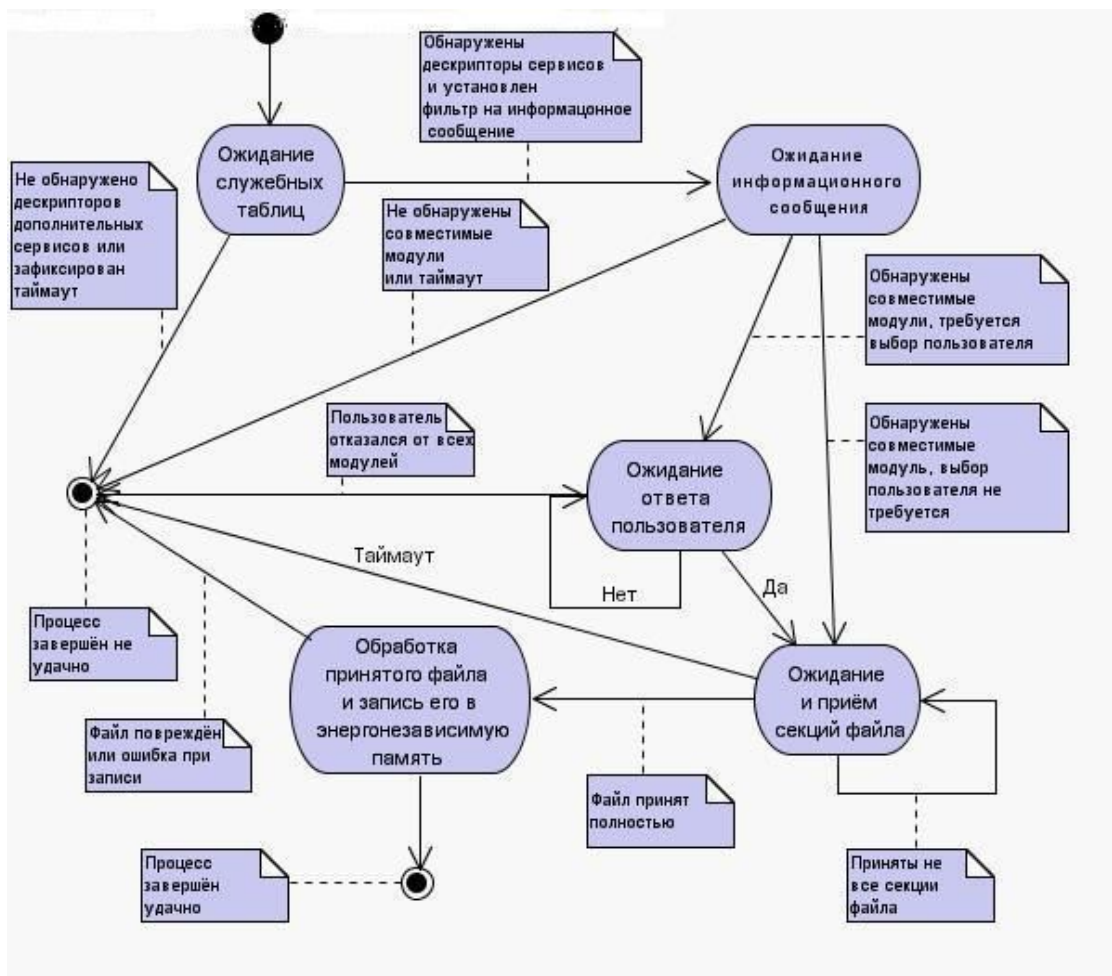 Обнаружены
дескрипторы сервисов
и установлен
фильтр на информацонное
сообщение
Ожидание
служебных
таблиц
Ожидание
информационного
сообщения
Не обнаружено
дескрипторов
дополнительных
сервисов или
зафиксирован
таймаут
Не обнаружены
совместимые
модули
или таймаут
Обнаружены
совместимые
модули, требуется
выбор пользователя
Пользователь
отказался от всех
модулей
Обнаружены
совместимые
модуль, выбор
пользователя не
требуется
Ожидание
ответа
пользователя
Таймаут
Нет
Да
Процесс
завершён не
удачно
Обработка
принятого файла
и запись его в
энергонезависимую
память
Ожидание
и приём
секций файла
Файл повреждён
или ошибка при
записи
Файл принят
полностью
Процесс
завершён
удачно
Приняты не
все секции
файла